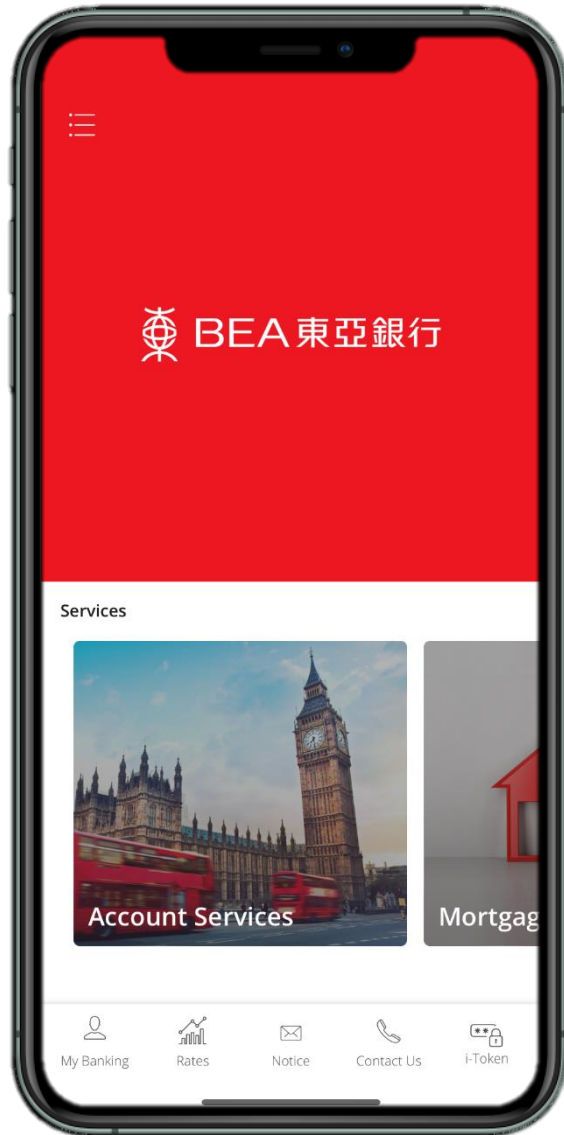 BEA東亞銀行
Services
Account Services
Mortgag
My Banking
Rates
Notice
Contact Us
**
i-Token